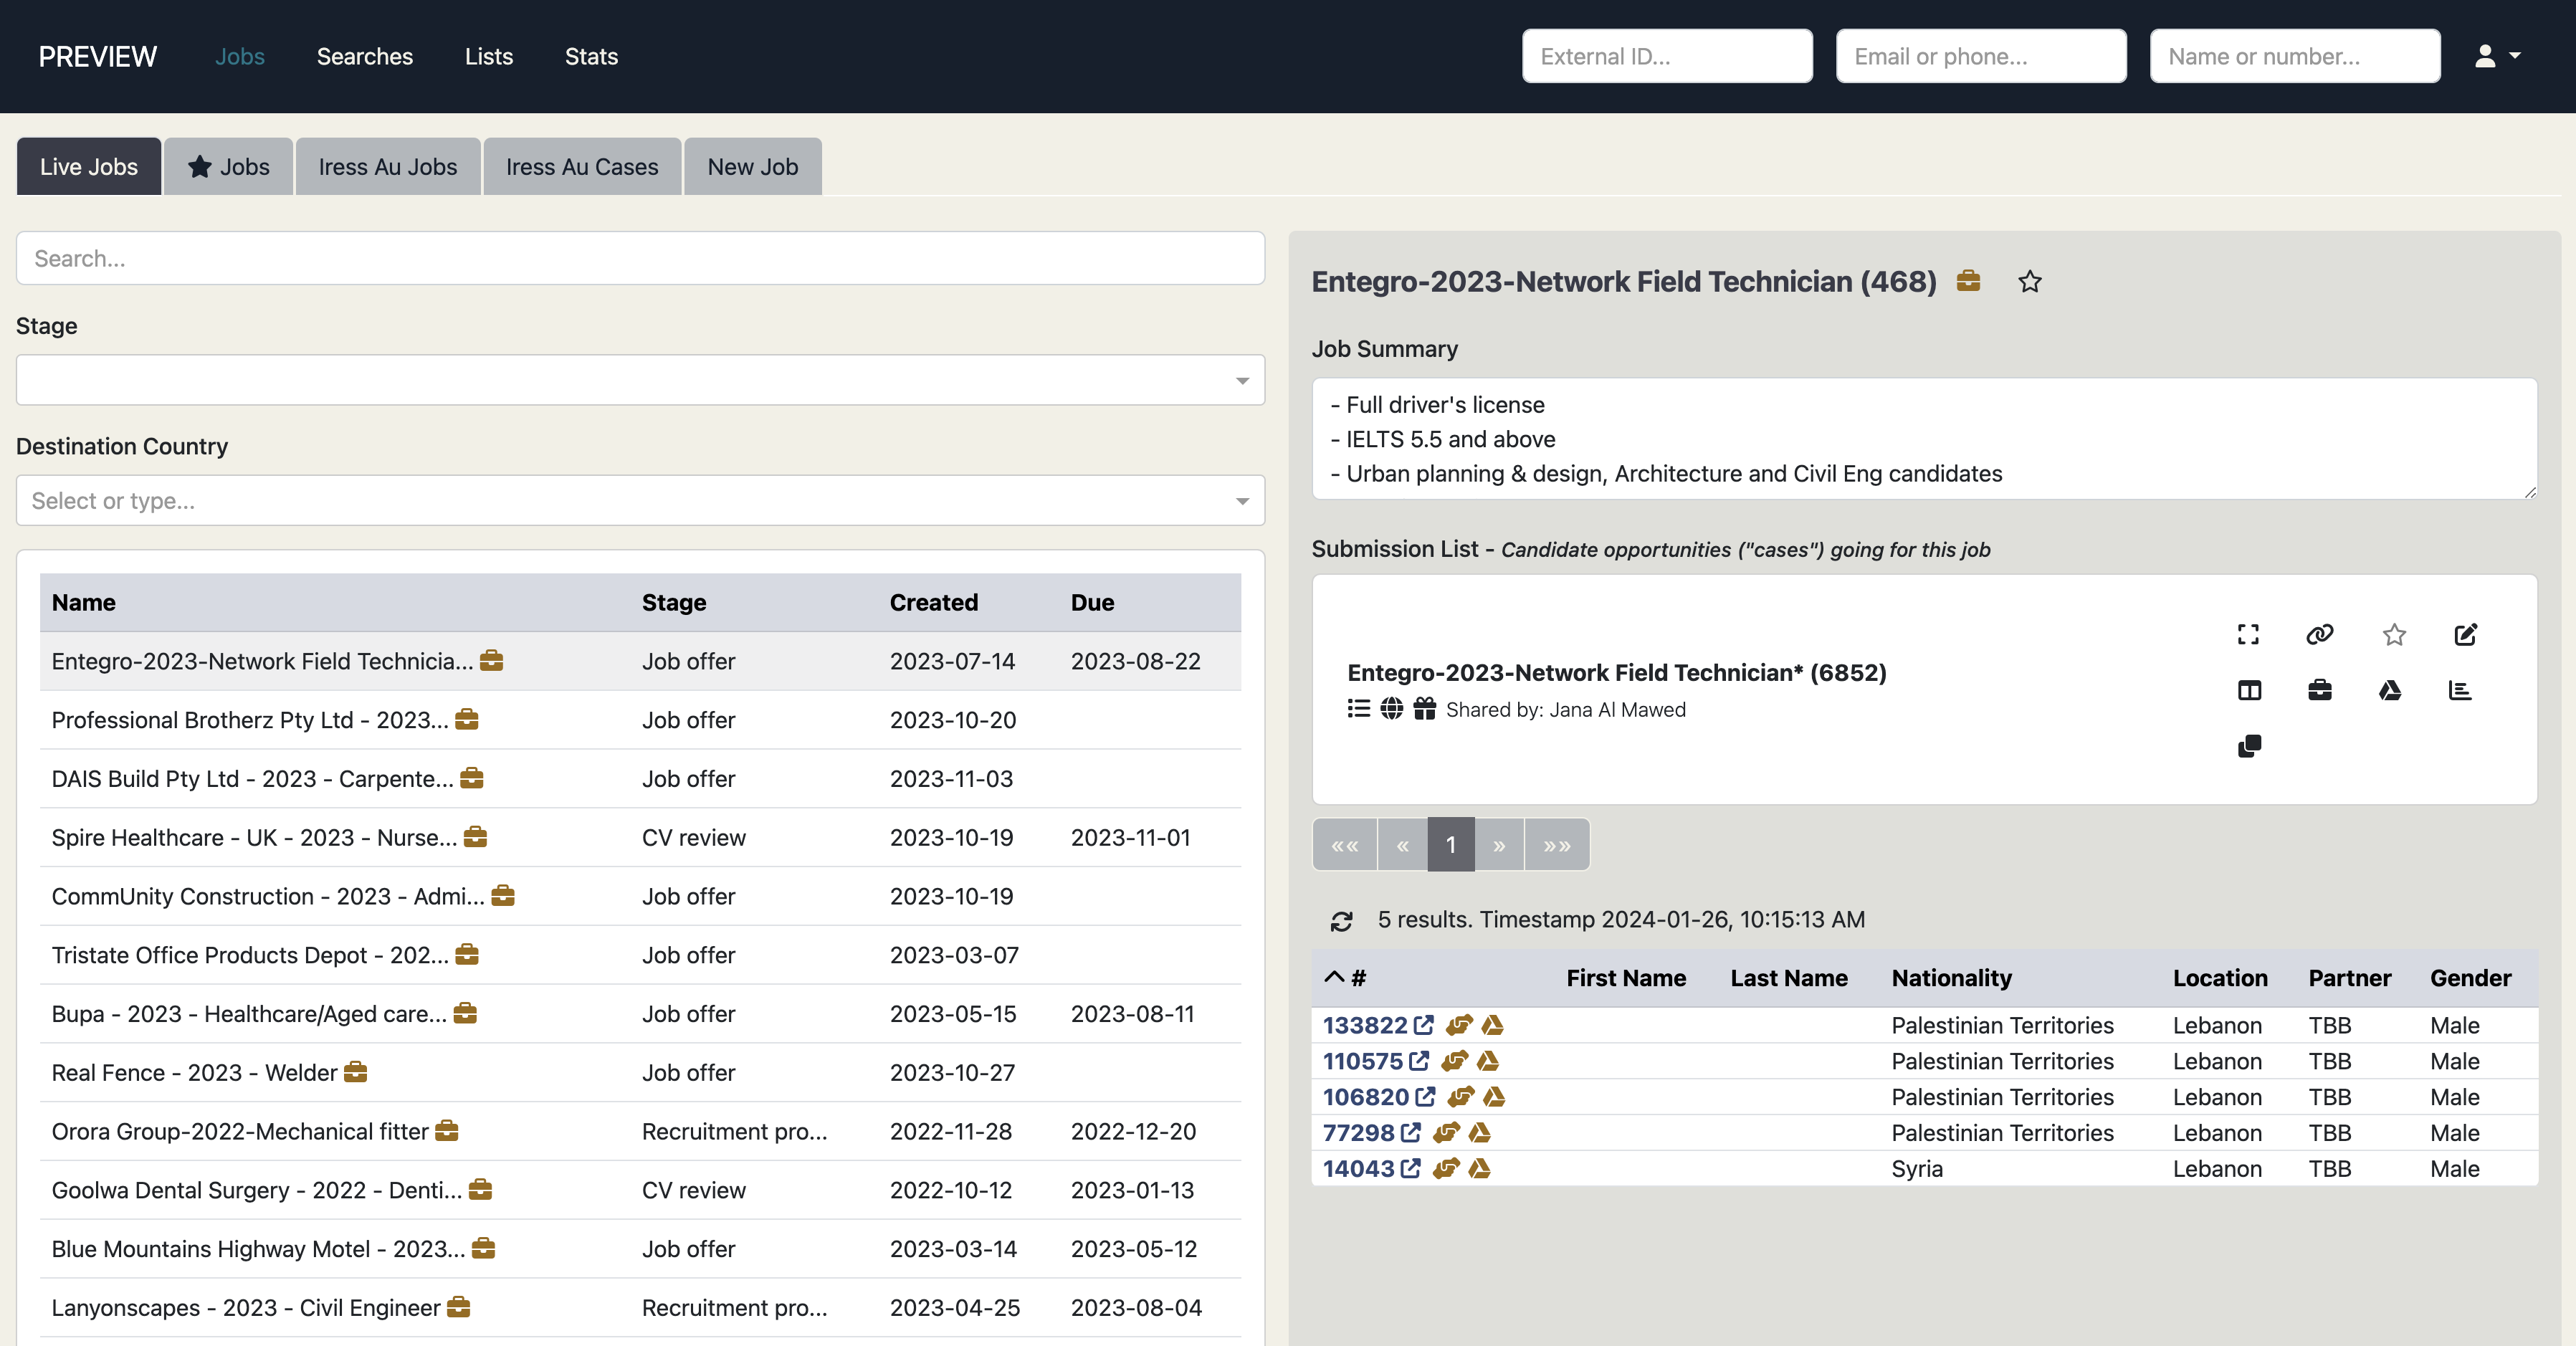 PREVIEW Jobs Searches Lists Stats External ID... Email or phone... Name or number...
Live Jobs Jobs Iress Au Jobs Iress Au Cases New Job
Search...
Stage
Destination Country
Select or type...
Name Stage Created Due
Entegro-2023-Network Field Technicia... Job offer 2023-07-14 2023-08-22
Professional Brotherz Pty Ltd - 2023... Job offer 2023-10-20
DAIS Build Pty Ltd - 2023 - Carpente... Job offer 2023-11-03
Spire Healthcare - UK - 2023 - Nurse... CV review 2023-10-19 2023-11-01
CommUnity Construction - 2023 - Admi... Job offer 2023-10-19
Tristate Office Products Depot - 202... Job offer 2023-03-07
Bupa - 2023 - Healthcare/Aged care... Job offer 2023-05-15 2023-08-11
Real Fence - 2023 - Welder Job offer 2023-10-27
Orora Group-2022-Mechanical fitter Recruitment pro... 2022-11-28 2022-12-20
Goolwa Dental Surgery - 2022 - Denti... CV review 2022-10-12 2023-01-13
Blue Mountains Highway Motel - 2023... Job offer 2023-03-14 2023-05-12
Lanyonscapes - 2023 - Civil Engineer Recruitment pro... 2023-04-25 2023-08-04
Entegro-2023-Network Field Technician (468)
Job Summary
- Full driver's license
- IELTS 5.5 and above
- Urban planning & design, Architecture and Civil Eng candidates
Submission List - Candidate opportunities ("cases") going for this job
Entegro-2023-Network Field Technician* (6852)
Shared by: Jana Al Mawed
«« « 1 » »»
5 results. Timestamp 2024-01-26, 10:15:13 AM
# First Name Last Name Nationality Location Partner Gender
133822 Palestinian Territories Lebanon TBB Male
110575 Palestinian Territories Lebanon TBB Male
106820 Palestinian Territories Lebanon TBB Male
77298 Palestinian Territories Lebanon TBB Male
14043 Syria Lebanon TBB Male